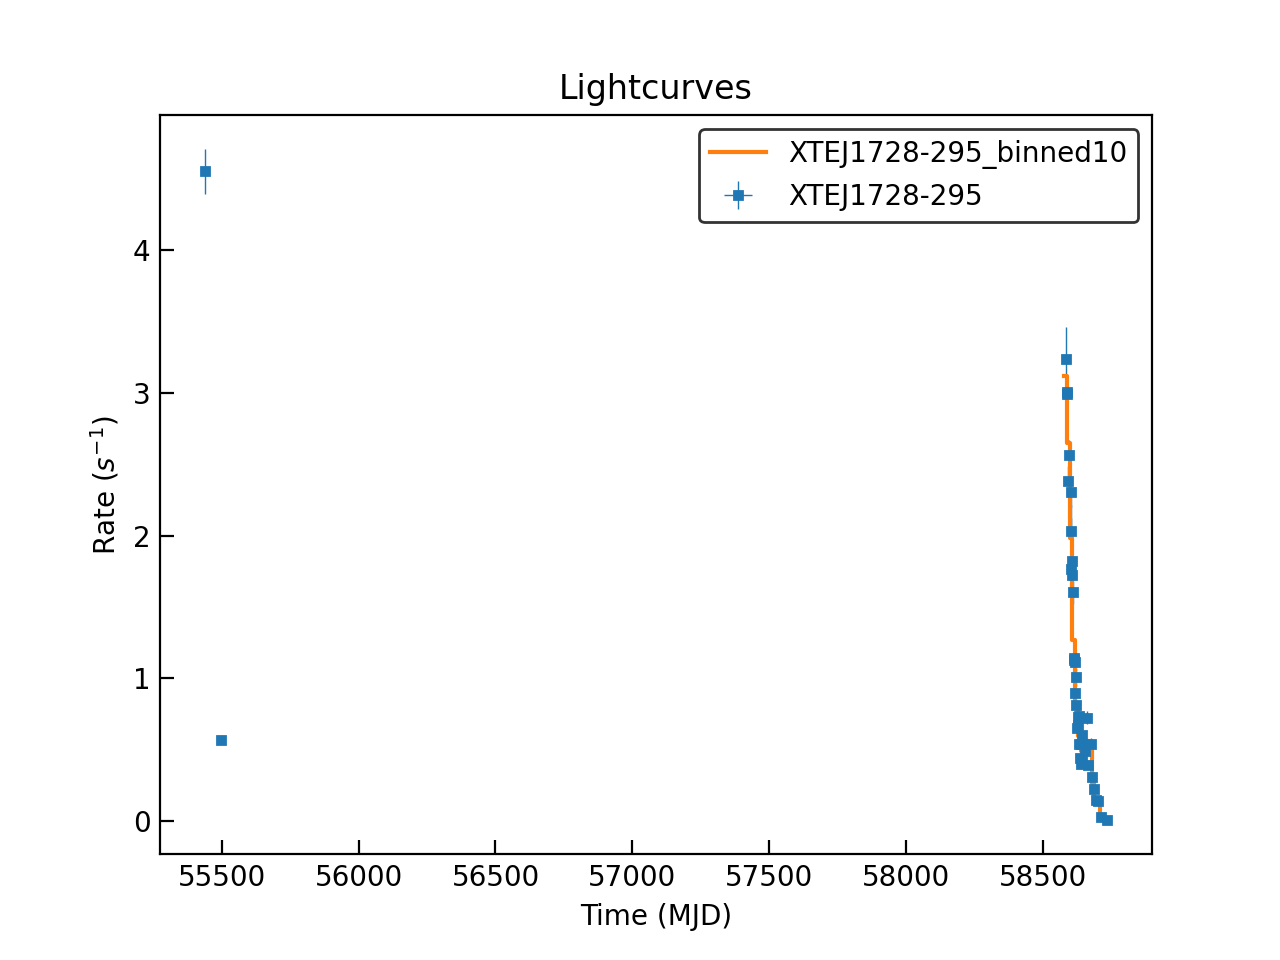 Lightcurves
XTEJ1728-295_binned10
XTEJ1728-295
4
3
2
1
0
Rate (s⁻¹)
55500 56000 56500 57000 57500 58000 58500
Time (MJD)